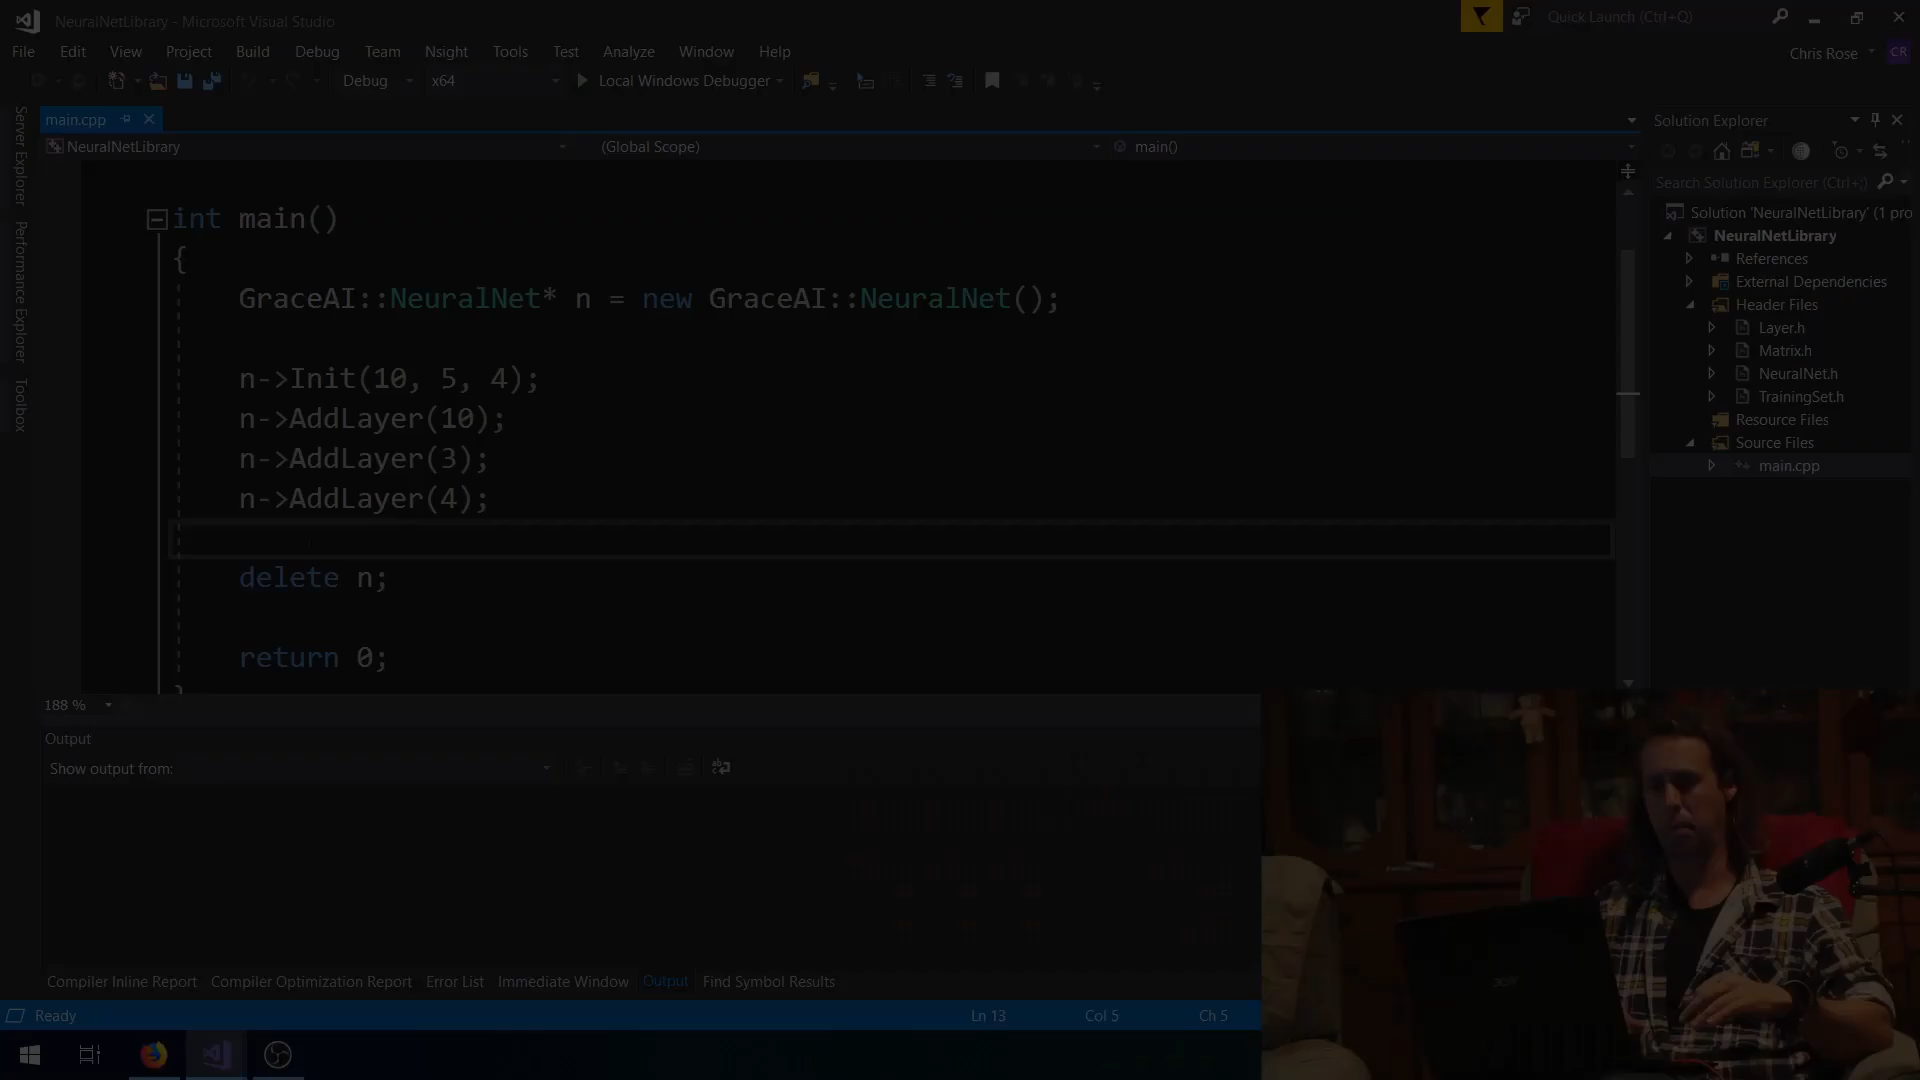 NeuralNetLibrary - Microsoft Visual Studio
Quick Launch (Ctrl+Q)
File Edit View Project Build Debug Team Nsight Tools Test Analyze Window Help
Chris Rose
CR
Debug x64 Local Windows Debugger
Server Explorer
Performance Explorer
Toolbox
main.cpp
NeuralNetLibrary (Global Scope) main()
int main()
{
GraceAI::NeuralNet* n = new GraceAI::NeuralNet();
n->Init(10, 5, 4);
n->AddLayer(10);
n->AddLayer(3);
n->AddLayer(4);
delete n;
return 0;
}
188 %
Output
Show output from:
Compiler Inline Report Compiler Optimization Report Error List Immediate Window Output Find Symbol Results
Ready Ln 13 Col 5 Ch 5
Solution Explorer
Search Solution Explorer (Ctrl+;)
Solution 'NeuralNetLibrary' (1 pro
NeuralNetLibrary
References
External Dependencies
Header Files
Layer.h
Matrix.h
NeuralNet.h
TrainingSet.h
Resource Files
Source Files
main.cpp